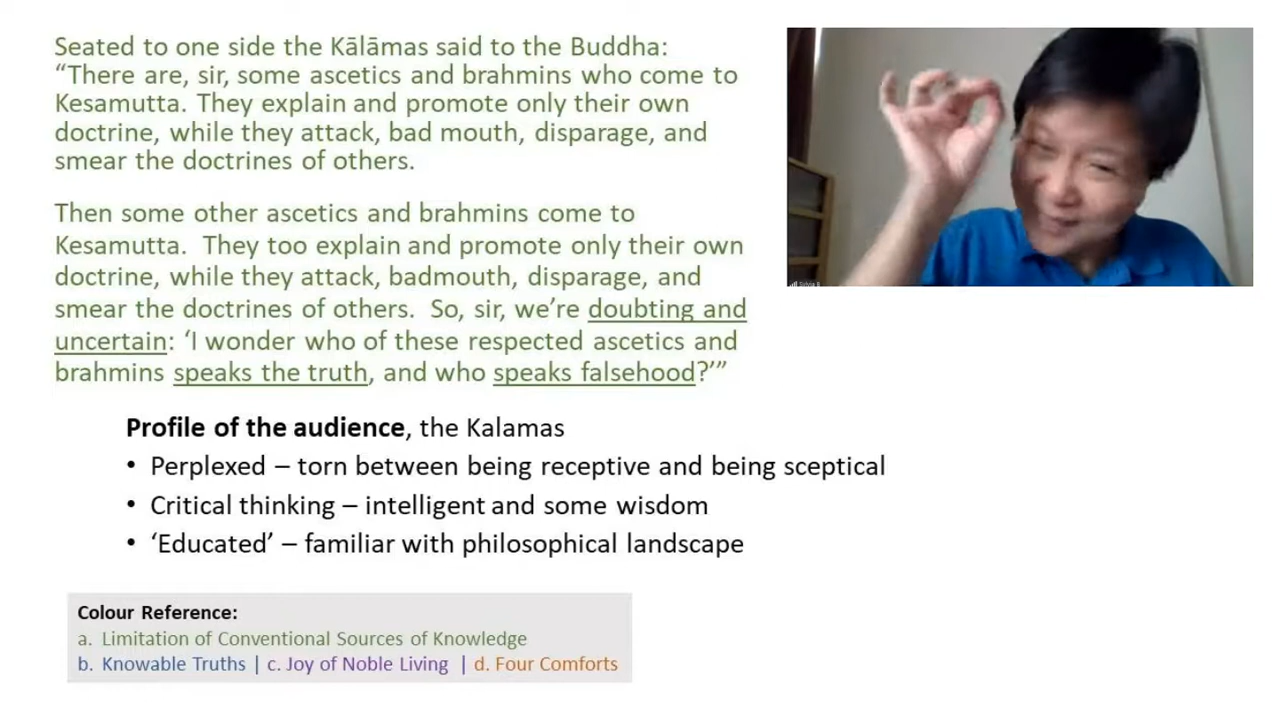 Seated to one side the Kālāmas said to the Buddha:
“There are, sir, some ascetics and brahmins who come to
Kesamutta. They explain and promote only their own
doctrine, while they attack, bad mouth, disparage, and
smear the doctrines of others.
Then some other ascetics and brahmins come to
Kesamutta.  They too explain and promote only their own
doctrine, while they attack, badmouth, disparage, and
smear the doctrines of others.  So, sir, we’re doubting and
uncertain: ‘I wonder who of these respected ascetics and
brahmins speaks the truth, and who speaks falsehood?’”
Profile of the audience, the Kalamas
• Perplexed – torn between being receptive and being sceptical
• Critical thinking – intelligent and some wisdom
• ‘Educated’ – familiar with philosophical landscape
Colour Reference:
a. Limitation of Conventional Sources of Knowledge
b. Knowable Truths | c. Joy of Noble Living | d. Four Comforts